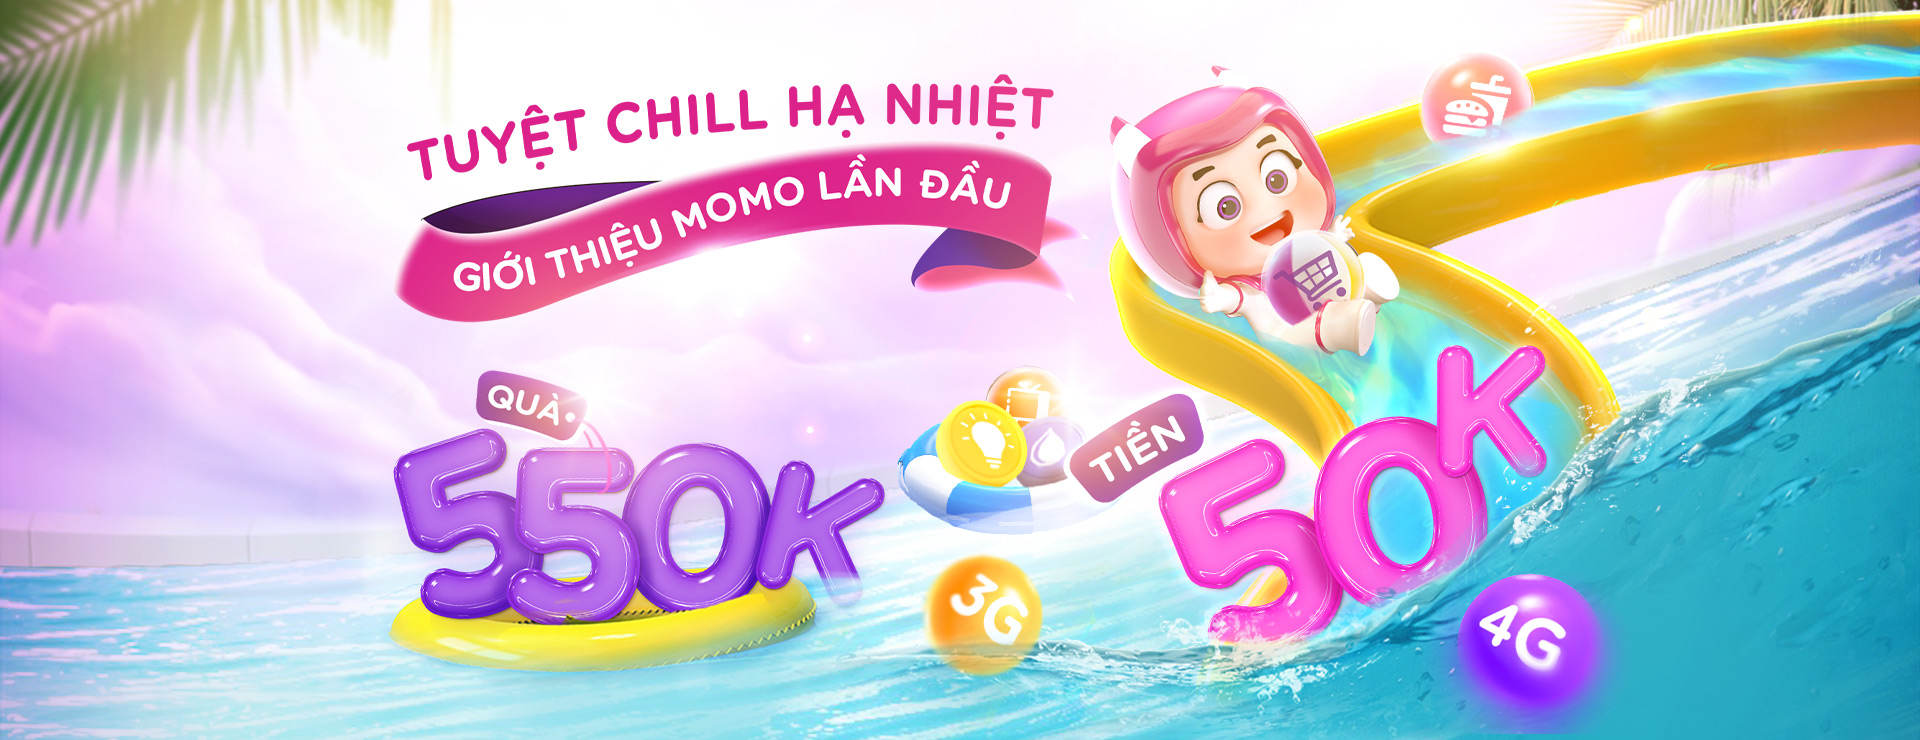 TUYỆT CHILL HẠ NHIỆT
GIỚI THIỆU MOMO LẦN ĐẦU
QUÀ
550K
TIỀN
50K
3G
4G